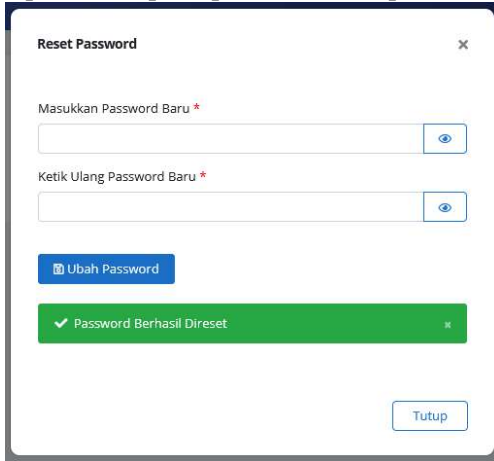 Reset Password ×
Masukkan Password Baru *
Ketik Ulang Password Baru *
Ubah Password
Password Berhasil Direset ×
Tutup